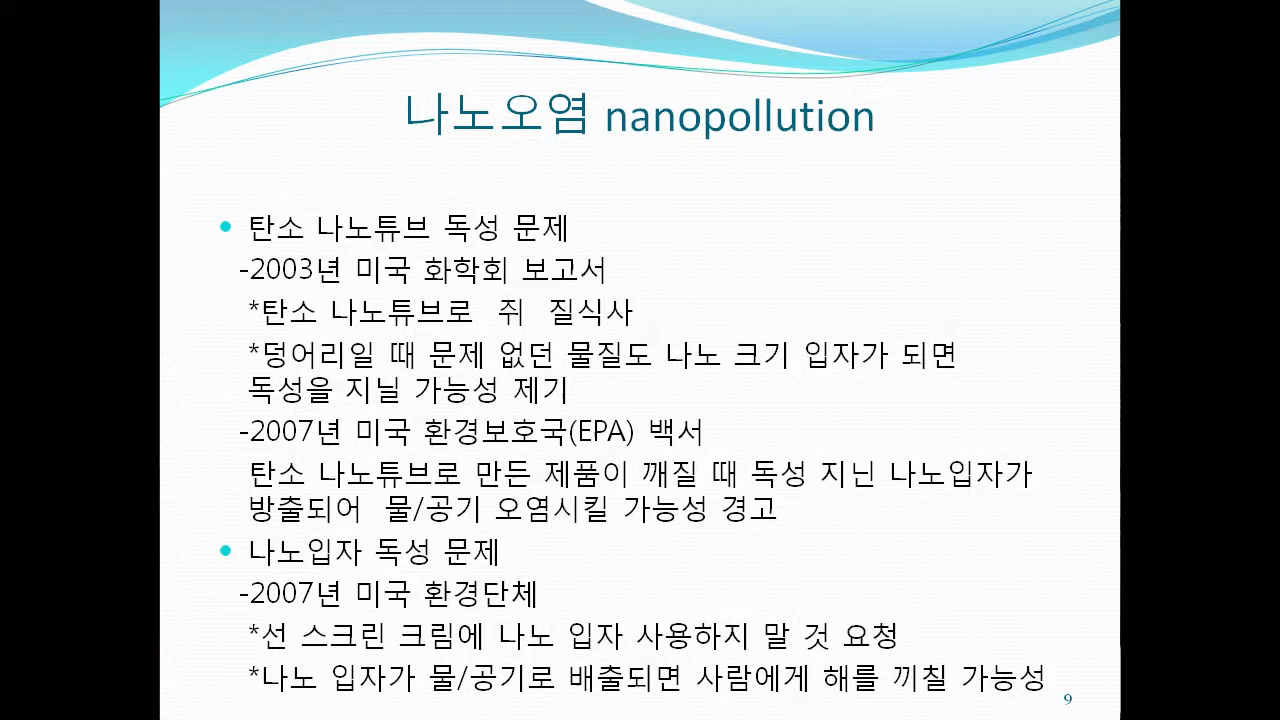 나노오염 nanopollution
• 탄소 나노튜브 독성 문제
-2003년 미국 화학회 보고서
*탄소 나노튜브로 쥐 질식사
*덩어리일 때 문제 없던 물질도 나노 크기 입자가 되면
독성을 지닐 가능성 제기
-2007년 미국 환경보호국(EPA) 백서
탄소 나노튜브로 만든 제품이 깨질 때 독성 지닌 나노입자가
방출되어 물/공기 오염시킬 가능성 경고
• 나노입자 독성 문제
-2007년 미국 환경단체
*선 스크린 크림에 나노 입자 사용하지 말 것 요청
*나노 입자가 물/공기로 배출되면 사람에게 해를 끼칠 가능성
9